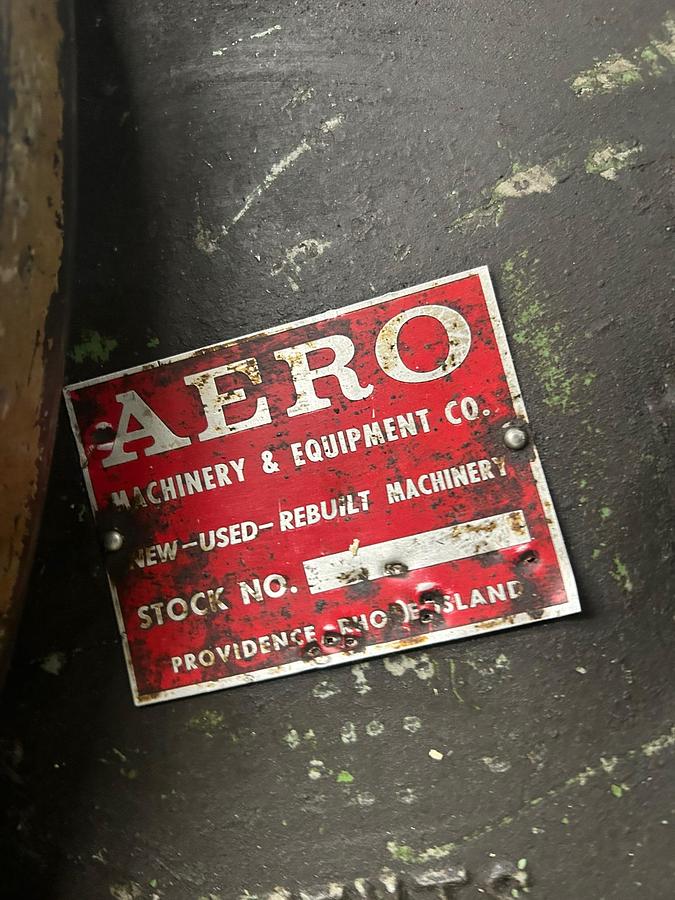 AERO
MACHINERY & EQUIPMENT CO.
NEW-USED-REBUILT MACHINERY
STOCK NO.
PROVIDENCE, RHODE ISLAND